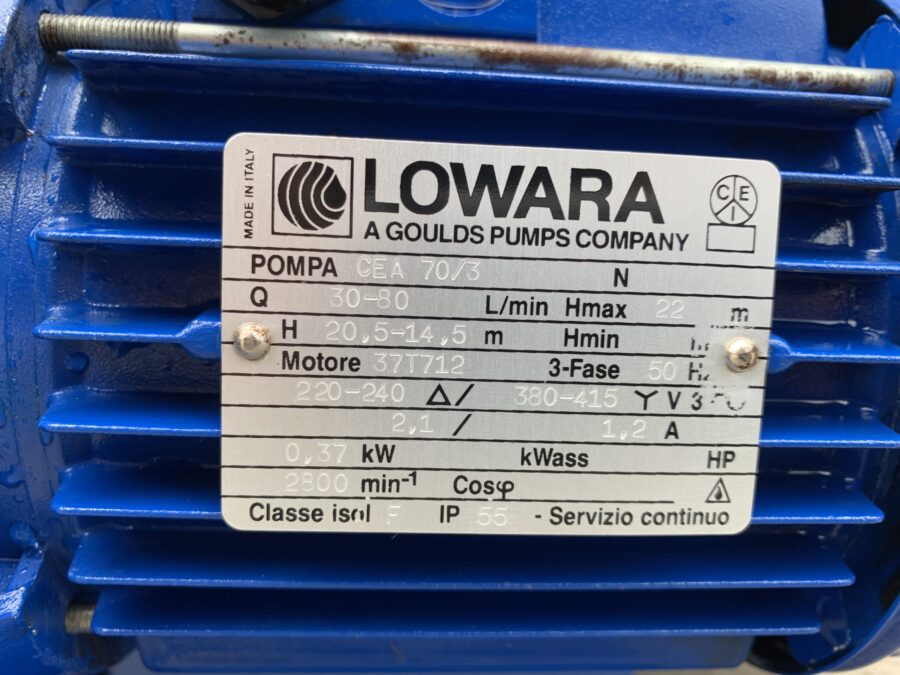 MADE IN ITALY
LOWARA
A GOULDS PUMPS COMPANY
C E I
POMPA CEA 70/3 N
Q 30-80 L/min Hmax 22 m
H 20,5-14,5 m Hmin
Motore 37T712 3-Fase 50 Hz
220-240 Δ/ 380-415 Y V 3
2,1 / 1,2 A
0,37 kW kWass HP
2800 min⁻¹ Cosφ
Classe isol F IP 55 - Servizio continuo